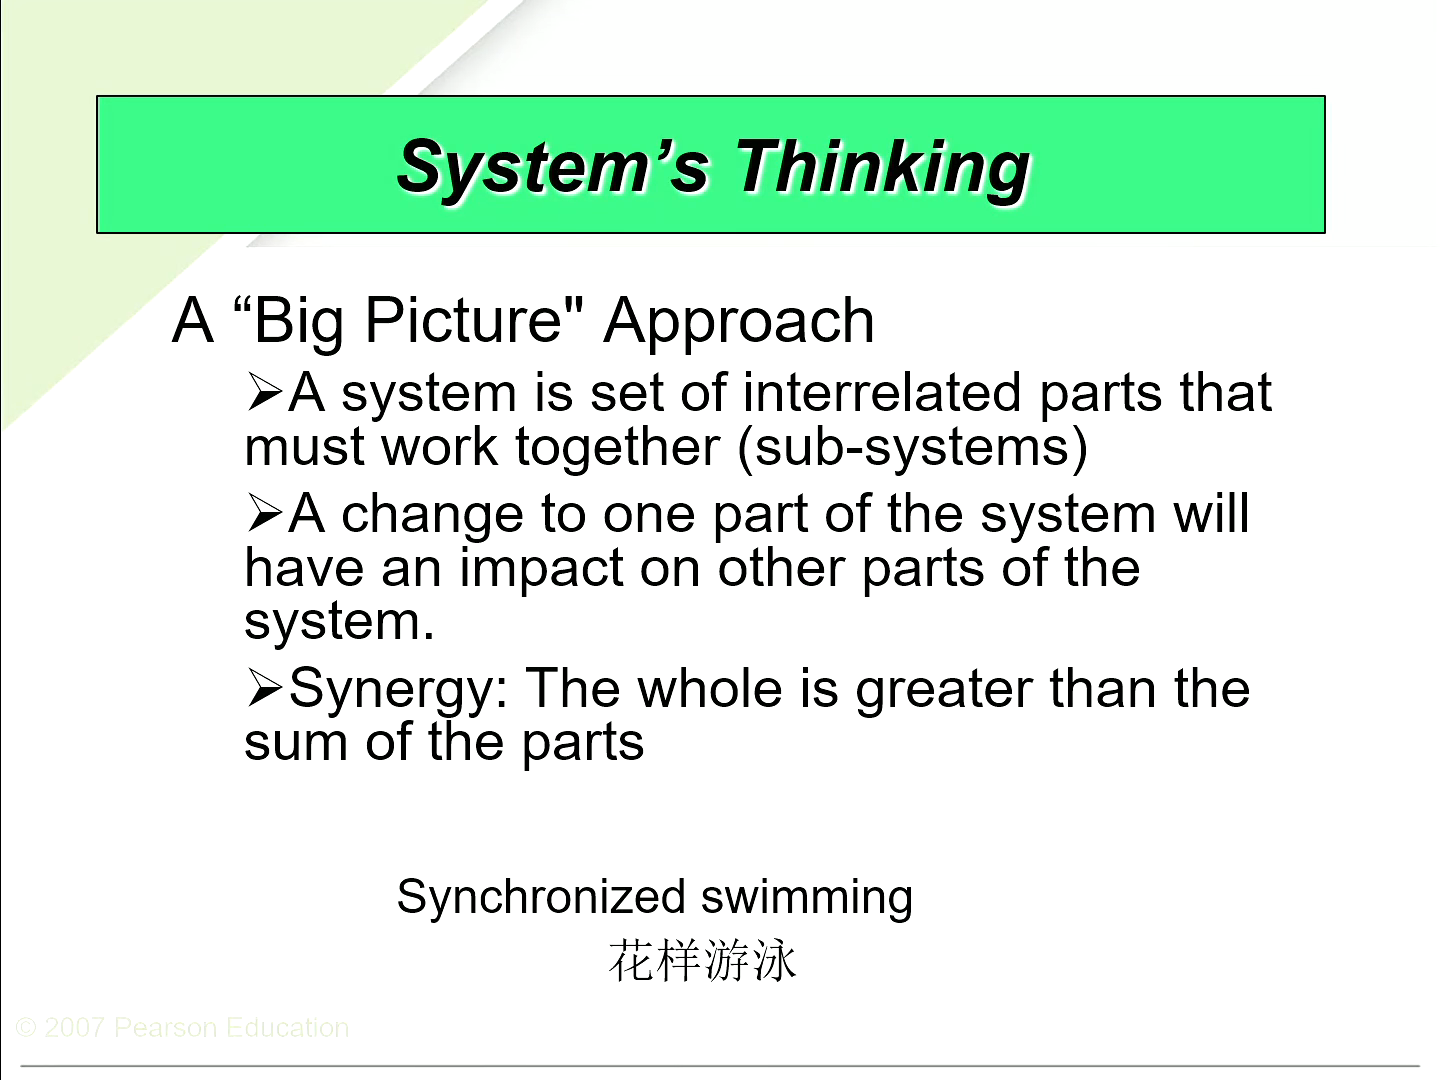 System’s Thinking
A “Big Picture" Approach
➢A system is set of interrelated parts that
must work together (sub-systems)
➢A change to one part of the system will
have an impact on other parts of the
system.
➢Synergy: The whole is greater than the
sum of the parts
Synchronized swimming
花样游泳
© 2007 Pearson Education